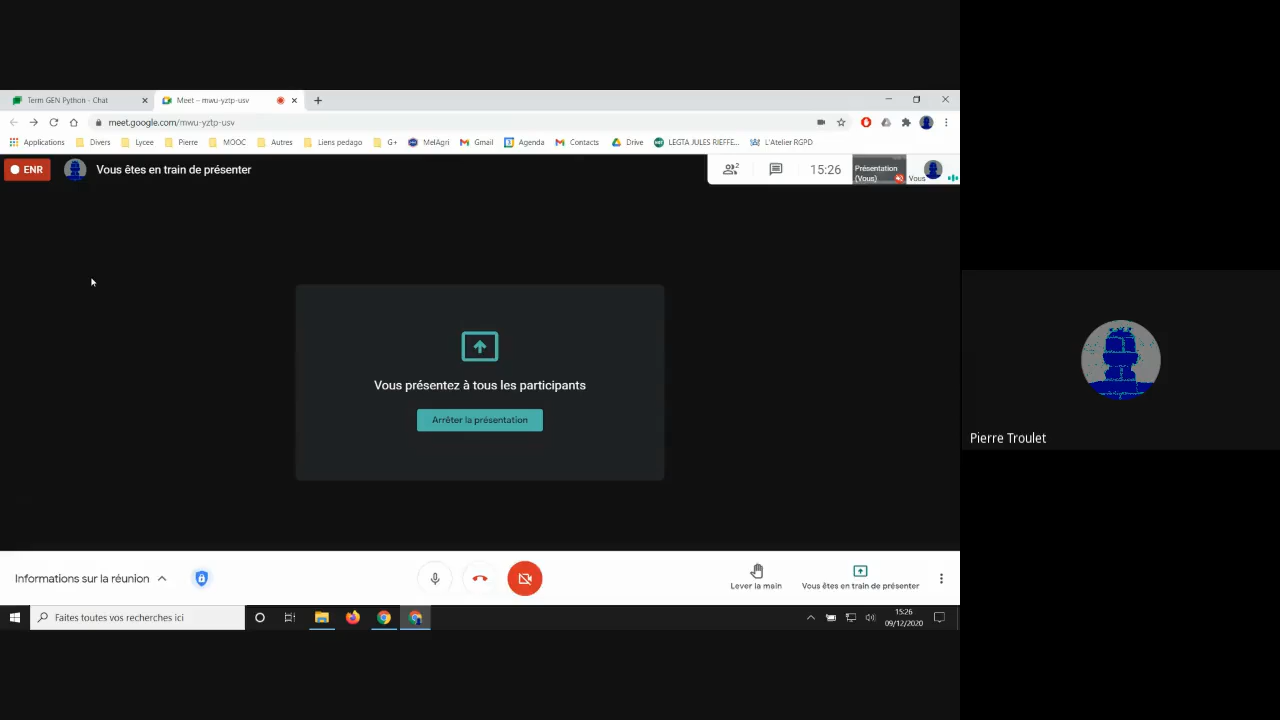 Term GEN Python - Chat
Meet – mwu-yztp-usv
meet.google.com/mwu-yztp-usv
Applications Divers Lycee Pierre MOOC Autres Liens pedago G+ MelAgri Gmail Agenda Contacts Drive LEGTA JULES RIEFFE... L'Atelier RGPD
ENR
Vous êtes en train de présenter
2
15:26
Présentation
(Vous)
Vous
Vous présentez à tous les participants
Arrêter la présentation
Pierre Troulet
Informations sur la réunion
Lever la main
Vous êtes en train de présenter
Faites toutes vos recherches ici
15:26
09/12/2020